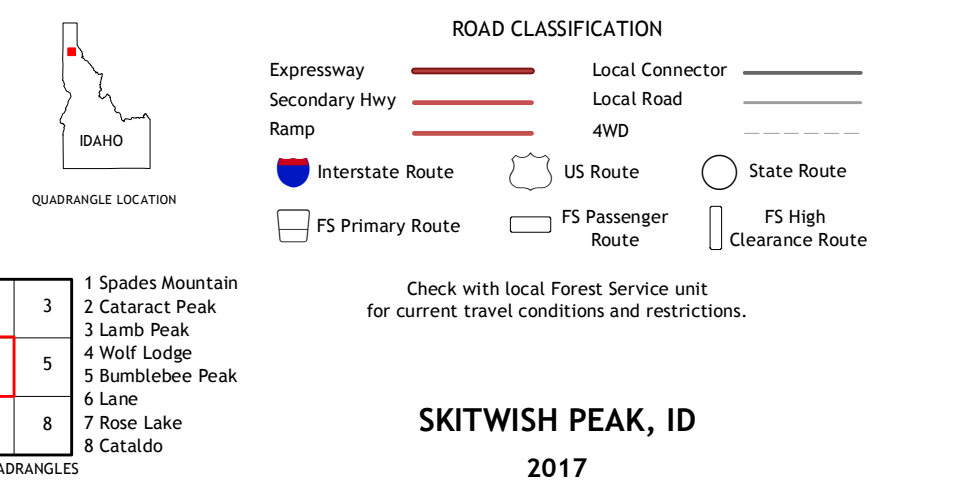 IDAHO
QUADRANGLE LOCATION
ROAD CLASSIFICATION
Expressway
Secondary Hwy
Ramp
Local Connector
Local Road
4WD
Interstate Route
US Route
State Route
FS Primary Route
FS Passenger
Route
FS High
Clearance Route
Check with local Forest Service unit
for current travel conditions and restrictions.
3
5
8
1 Spades Mountain
2 Cataract Peak
3 Lamb Peak
4 Wolf Lodge
5 Bumblebee Peak
6 Lane
7 Rose Lake
8 Cataldo
ADRANGLES
SKITWISH PEAK, ID
2017